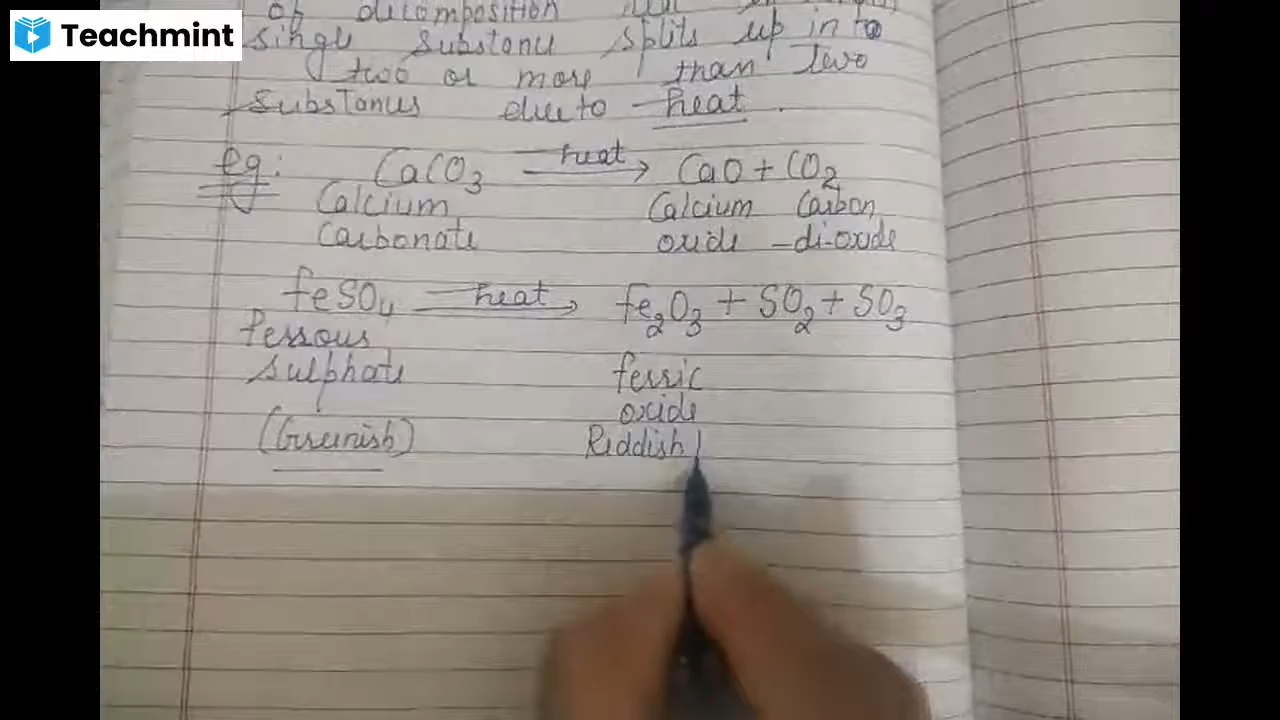 Teachmint
of decomposition
single substance splits up in to
two or more than two
substances due to heat.
eg: CaCO3 heat→ CaO + CO2
Calcium Calcium Carbon
Carbonate oxide -di-oxide
FeSO4 heat→ Fe2O3 + SO2 + SO3
ferrous
sulphate ferric
oxide
(Greenish) Reddish